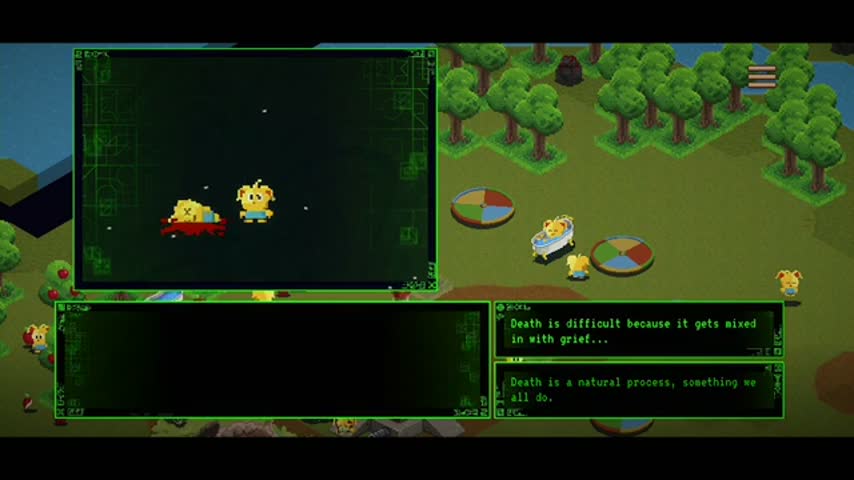 Death is difficult because it gets mixed
in with grief...
Death is a natural process, something we
all do.